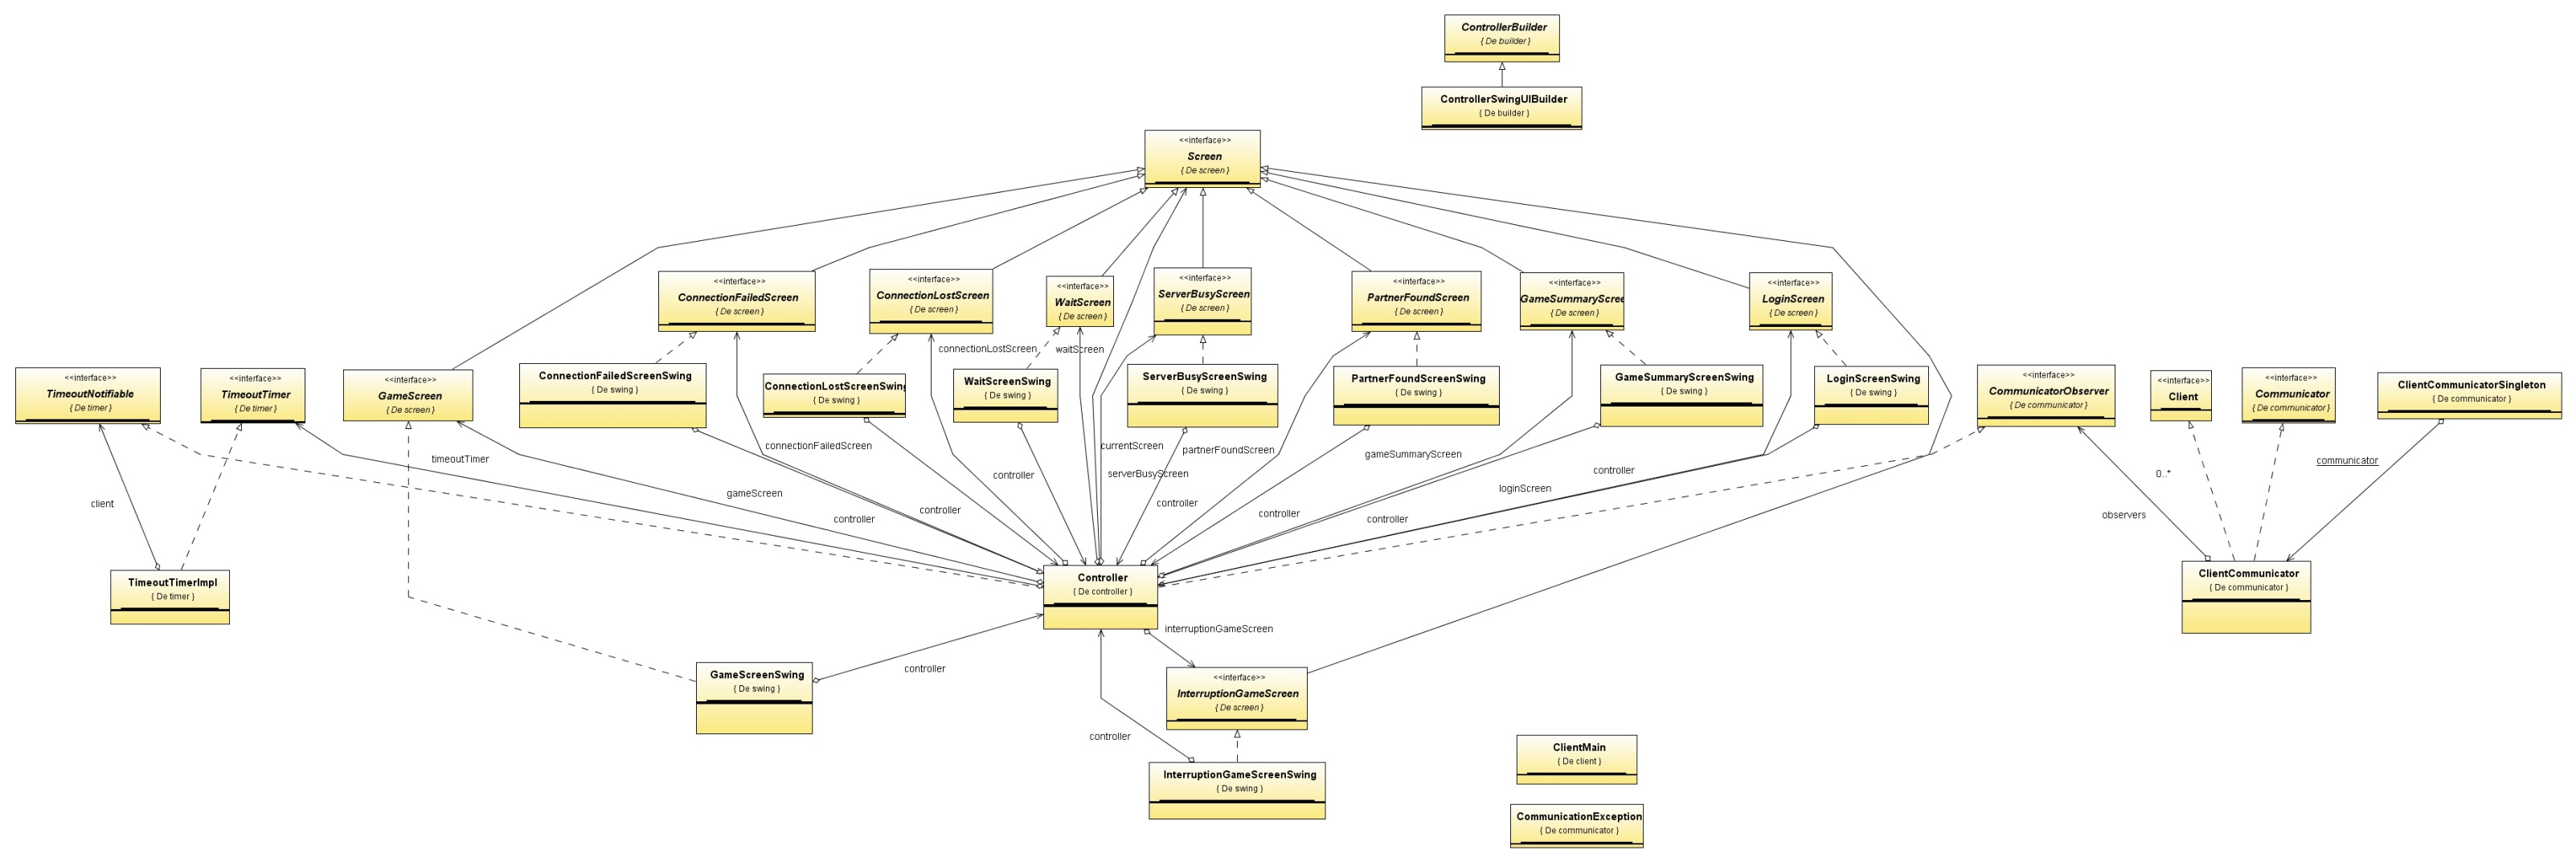 ControllerBuilder
{ De builder }
ControllerSwingUIBuilder
{ De builder }
<<interface>>
Screen
{ De screen }
<<interface>>
ConnectionFailedScreen
{ De screen }
<<interface>>
ConnectionLostScreen
{ De screen }
<<interface>>
WaitScreen
{ De screen }
<<interface>>
ServerBusyScreen
{ De screen }
<<interface>>
PartnerFoundScreen
{ De screen }
<<interface>>
GameSummaryScree
{ De screen }
<<interface>>
LoginScreen
{ De screen }
connectionLostScreen
waitScreen
<<interface>>
TimeoutNotifiable
{ De timer }
<<interface>>
TimeoutTimer
{ De timer }
<<interface>>
GameScreen
{ De screen }
ConnectionFailedScreenSwing
{ De swing }
ConnectionLostScreenSwing
{ De swing }
WaitScreenSwing
{ De swing }
ServerBusyScreenSwing
{ De swing }
PartnerFoundScreenSwing
{ De swing }
GameSummaryScreenSwing
{ De swing }
LoginScreenSwing
{ De swing }
<<interface>>
CommunicatorObserver
{ De communicator }
<<interface>>
Client
<<interface>>
Communicator
{ De communicator }
ClientCommunicatorSingleton
{ De communicator }
timeoutTimer
connectionFailedScreen
currentScreen
partnerFoundScreen
gameSummaryScreen
controller
communicator
client
gameScreen
controller
controller
controller
serverBusyScreen
controller
controller
controller
loginScreen
0..*
observers
TimeoutTimerImpl
{ De timer }
Controller
{ De controller }
ClientCommunicator
{ De communicator }
interruptionGameScreen
GameScreenSwing
{ De swing }
controller
<<interface>>
InterruptionGameScreen
{ De screen }
controller
InterruptionGameScreenSwing
{ De swing }
ClientMain
{ De client }
CommunicationException
{ De communicator }